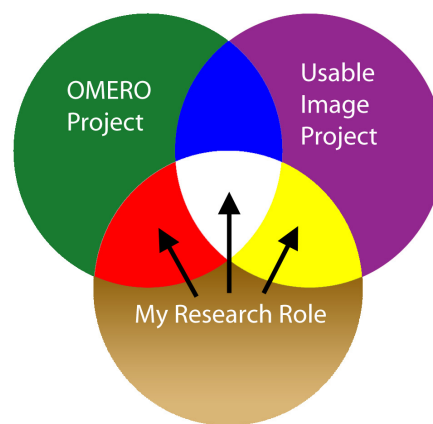 OMERO
Project
Usable
Image
Project
My Research Role